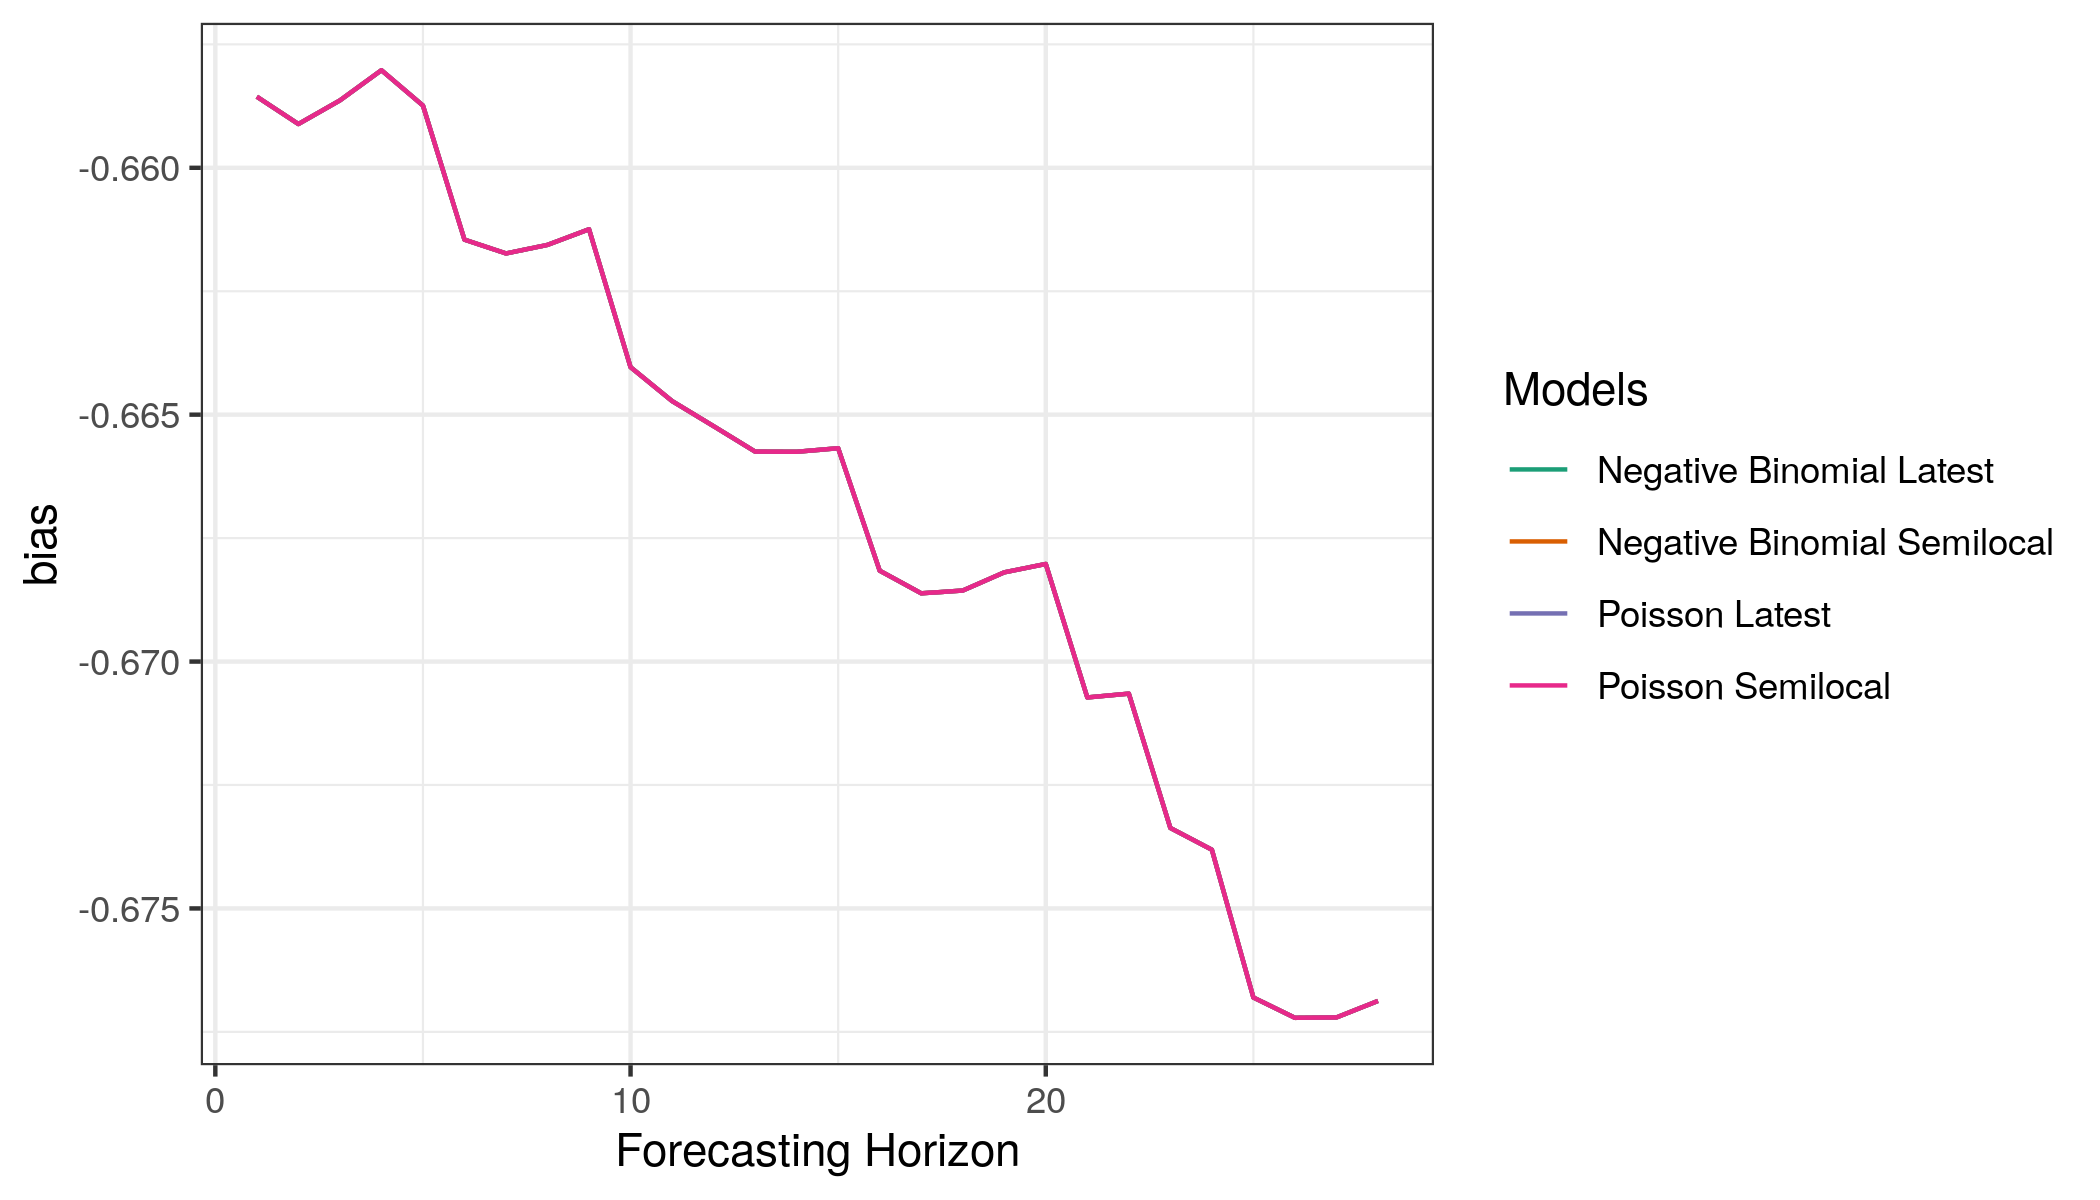 -0.660
-0.665
-0.670
-0.675
bias
0
10
20
Forecasting Horizon
Models
Negative Binomial Latest
Negative Binomial Semilocal
Poisson Latest
Poisson Semilocal